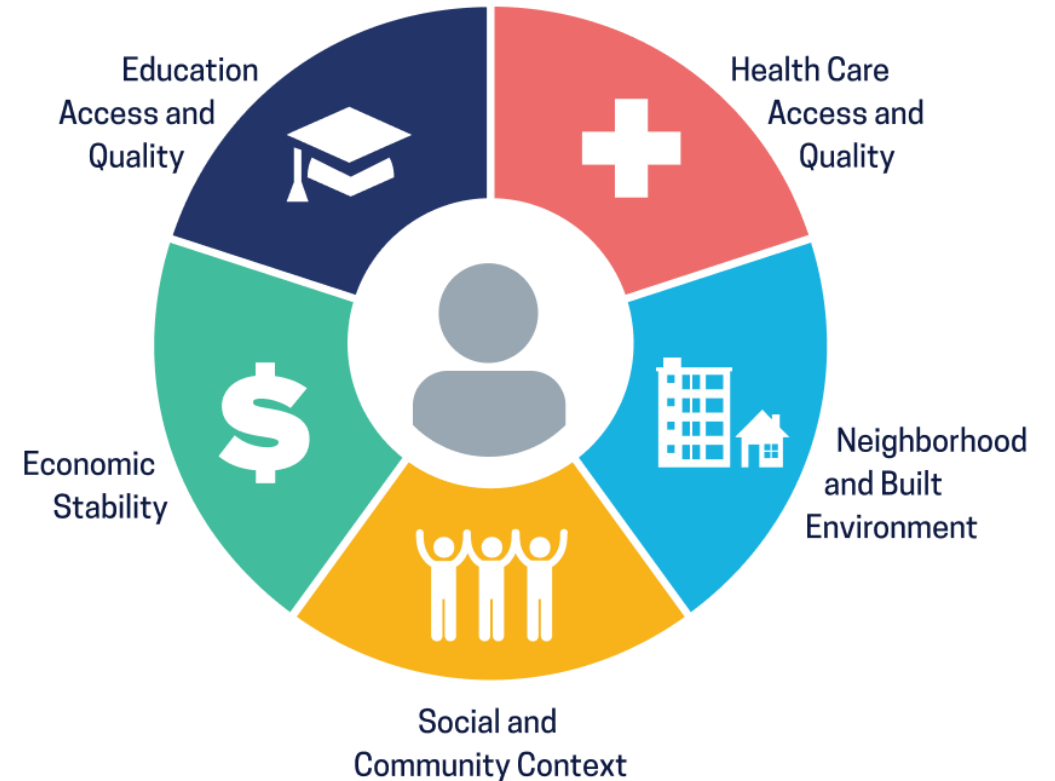 Education
Access and
Quality
Health Care
Access and
Quality
Economic
Stability
Neighborhood
and Built
Environment
Social and
Community Context